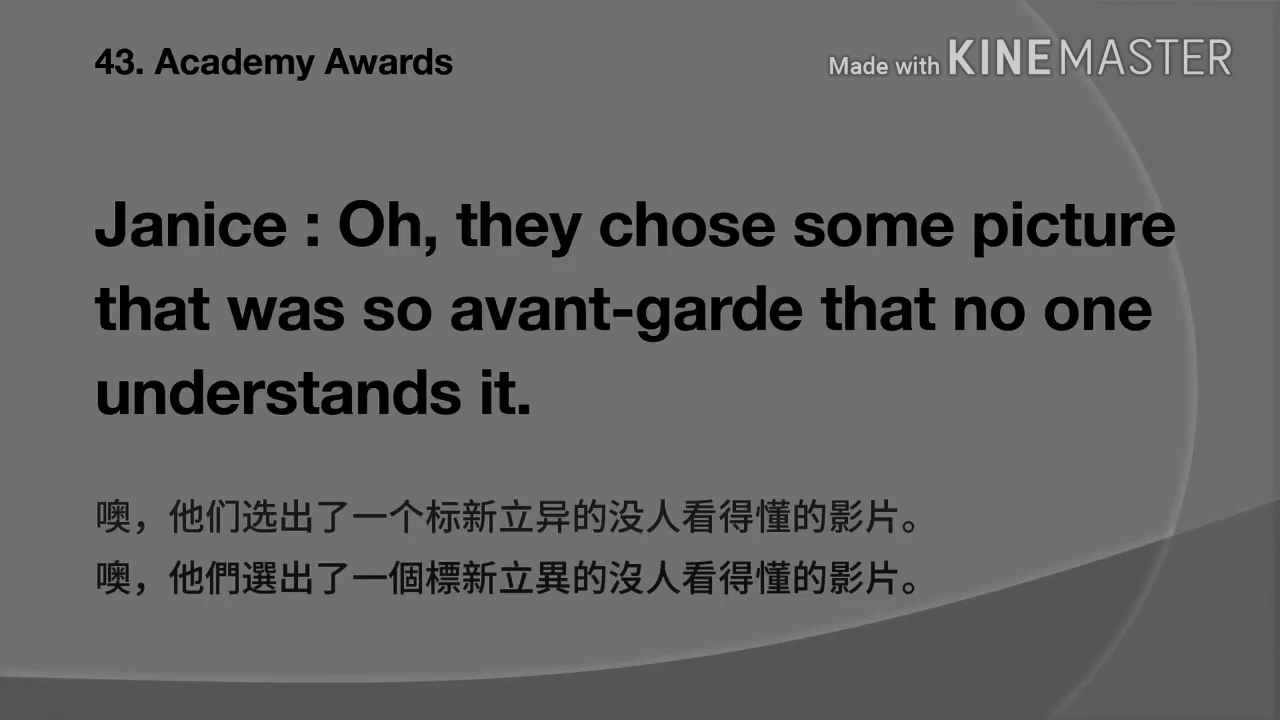 43. Academy Awards
Made with KINEMASTER
Janice : Oh, they chose some picture
that was so avant-garde that no one
understands it.
噢，他们选出了一个标新立异的没人看得懂的影片。
噢，他們選出了一個標新立異的沒人看得懂的影片。